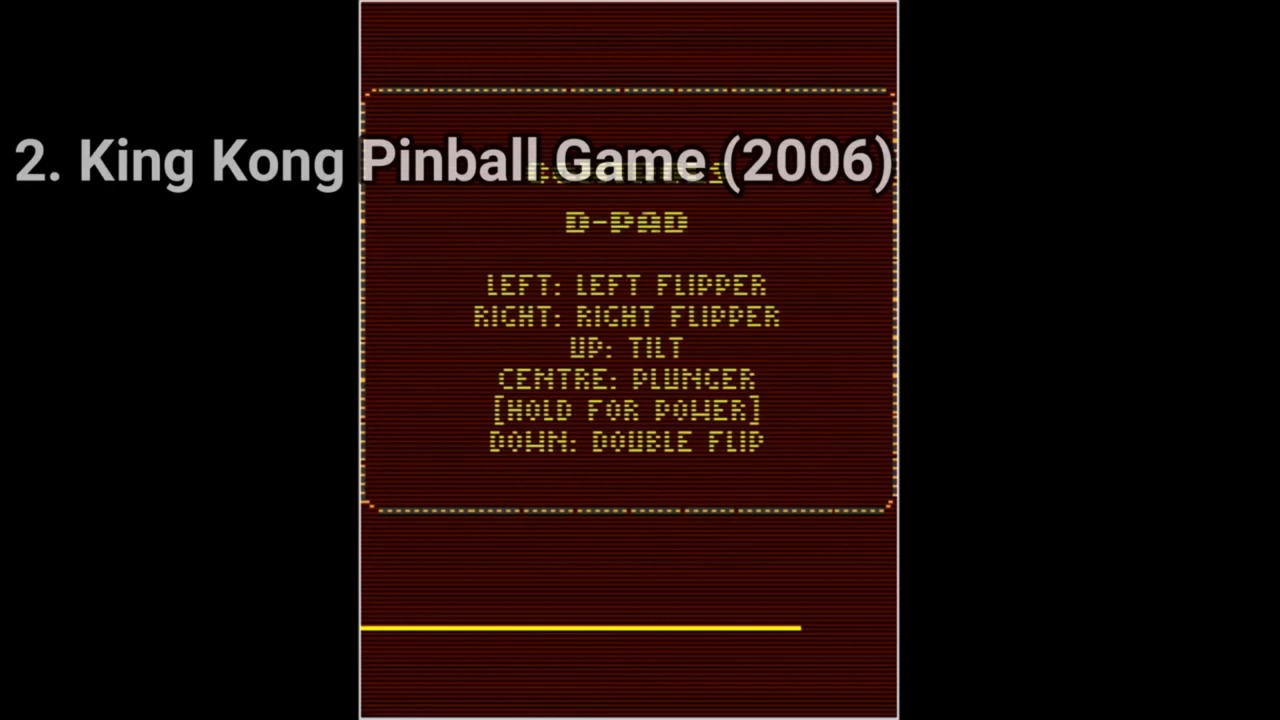 2. King Kong Pinball Game (2006)
D-PAD
LEFT: LEFT FLIPPER
RIGHT: RIGHT FLIPPER
UP: TILT
CENTRE: PLUNGER
[HOLD FOR POWER]
DOWN: DOUBLE FLIP